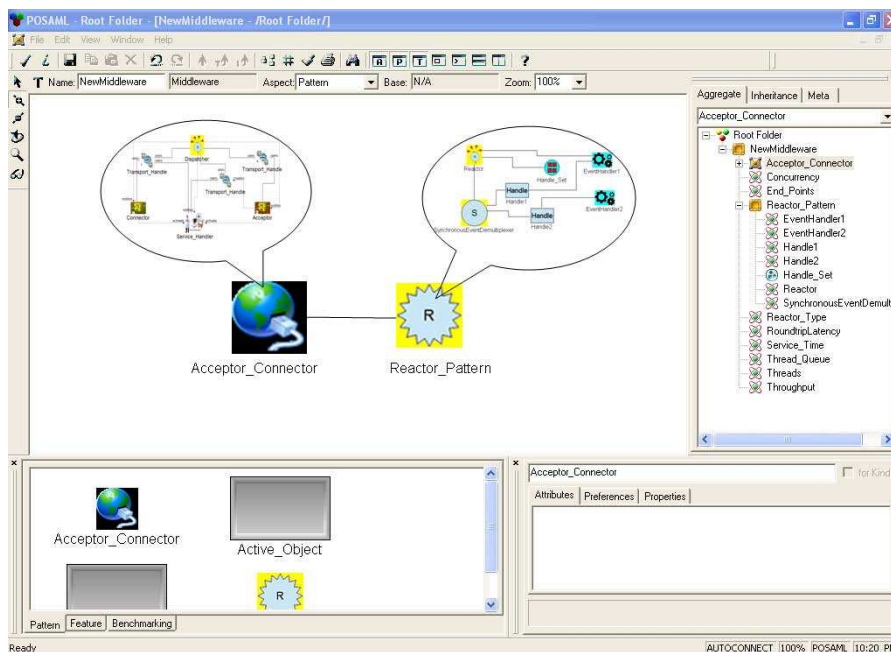 POSAML - Root Folder - [NewMiddleware - /Root Folder/]
File Edit View Window Help
Name: NewMiddleware Middleware Aspect: Pattern Base: N/A Zoom: 100%
Aggregate Inheritance Meta
Acceptor_Connector
Root Folder
NewMiddleware
Acceptor_Connector
Concurrency
End_Points
Reactor_Pattern
EventHandler1
EventHandler2
Handle1
Handle2
Handle_Set
Reactor
SynchronousEventDemult
Reactor_Type
RoundtripLatency
Service_Time
Thread_Queue
Threads
Throughput
Dispatcher
Transport_Handle
Transport_Handle
Transport_Handle
Connector
Acceptor
Service_Handler
Reactor
Handle_Set
EventHandler1
Handle
Handle1
S
Handle
EventHandler2
SynchronousEventDemultiplexer
Handle2
R
Acceptor_Connector
Reactor_Pattern
Acceptor_Connector
Active_Object
R
Pattern Feature Benchmarking
Acceptor_Connector
for Kind
Attributes Preferences Properties
Ready
AUTOCONNECT 100% POSAML 10:20 P